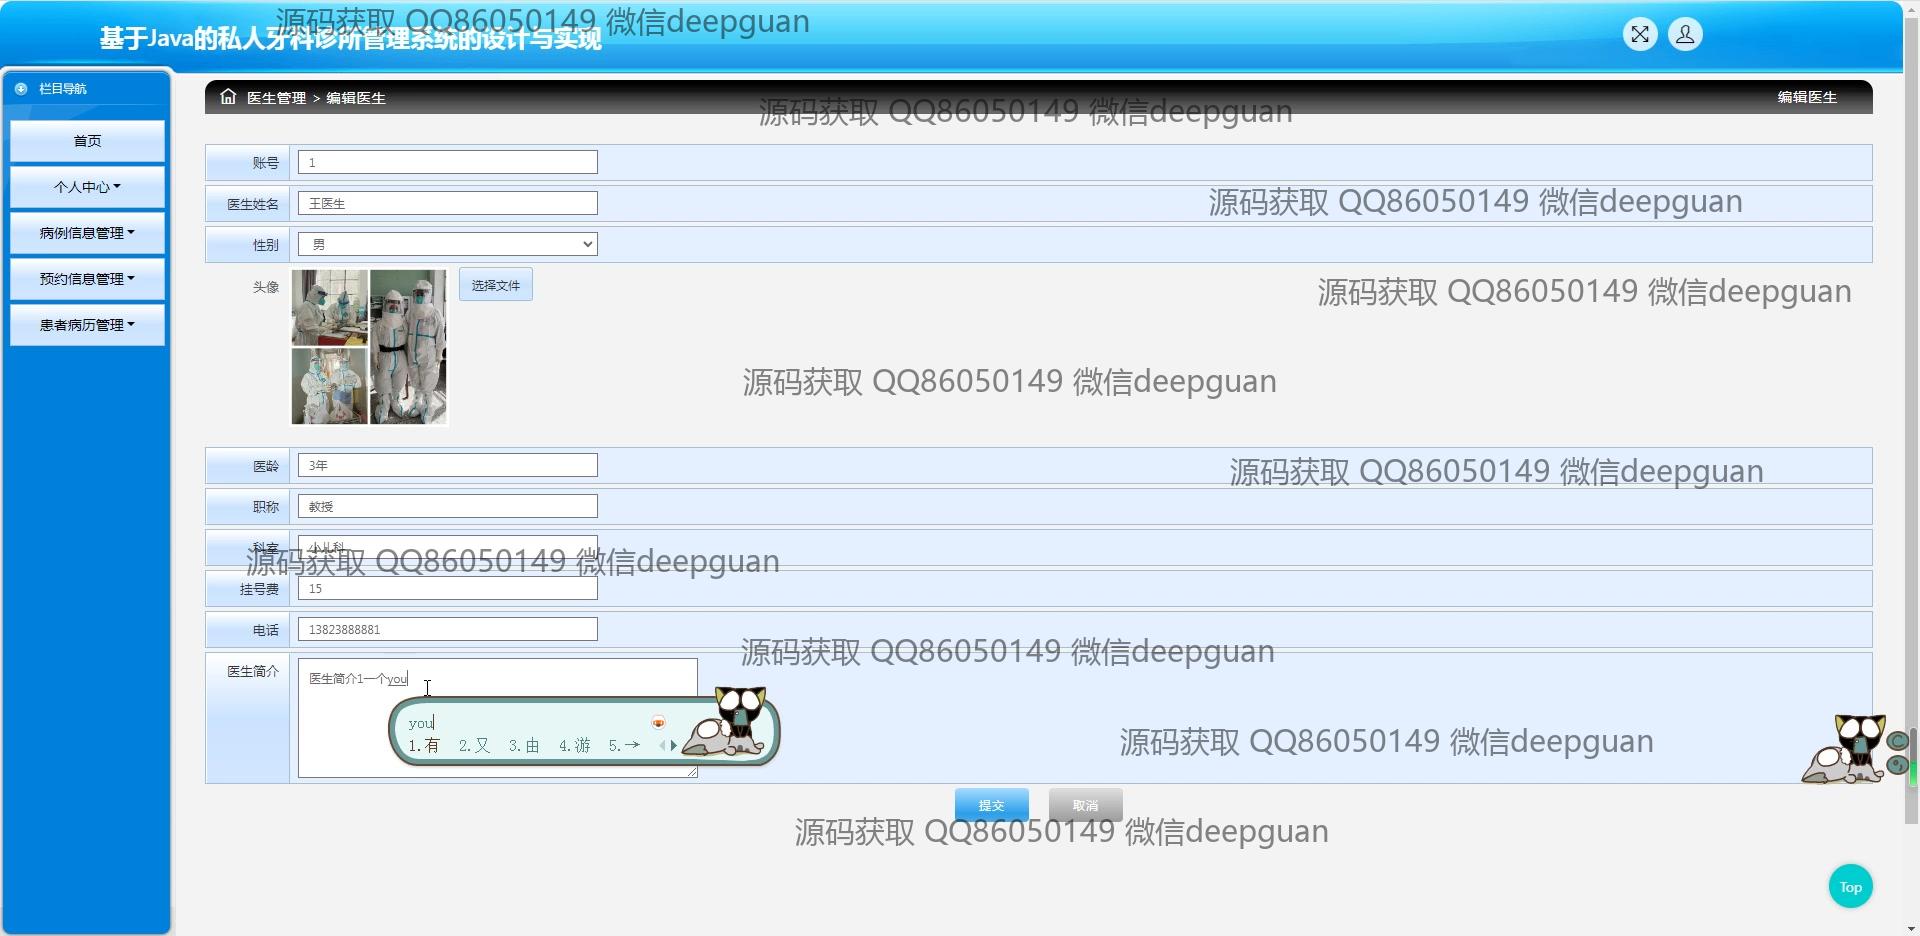 源码获取 QQ86050149 微信deepguan
基于Java的私人牙科诊所管理系统的设计与实现
栏目导航
首页
个人中心
病例信息管理
预约信息管理
患者病历管理
医生管理 > 编辑医生
编辑医生
源码获取 QQ86050149 微信deepguan
账号 1
医生姓名 王医生
源码获取 QQ86050149 微信deepguan
性别 男
头像 选择文件
源码获取 QQ86050149 微信deepguan
源码获取 QQ86050149 微信deepguan
医龄 3年
源码获取 QQ86050149 微信deepguan
职称 教授
科室 小儿科
源码获取 QQ86050149 微信deepguan
挂号费 15
电话 13823888881
源码获取 QQ86050149 微信deepguan
医生简介 医生简介1一个you
you
1.有 2.又 3.由 4.游 5.→
源码获取 QQ86050149 微信deepguan
提交 取消
源码获取 QQ86050149 微信deepguan
Top